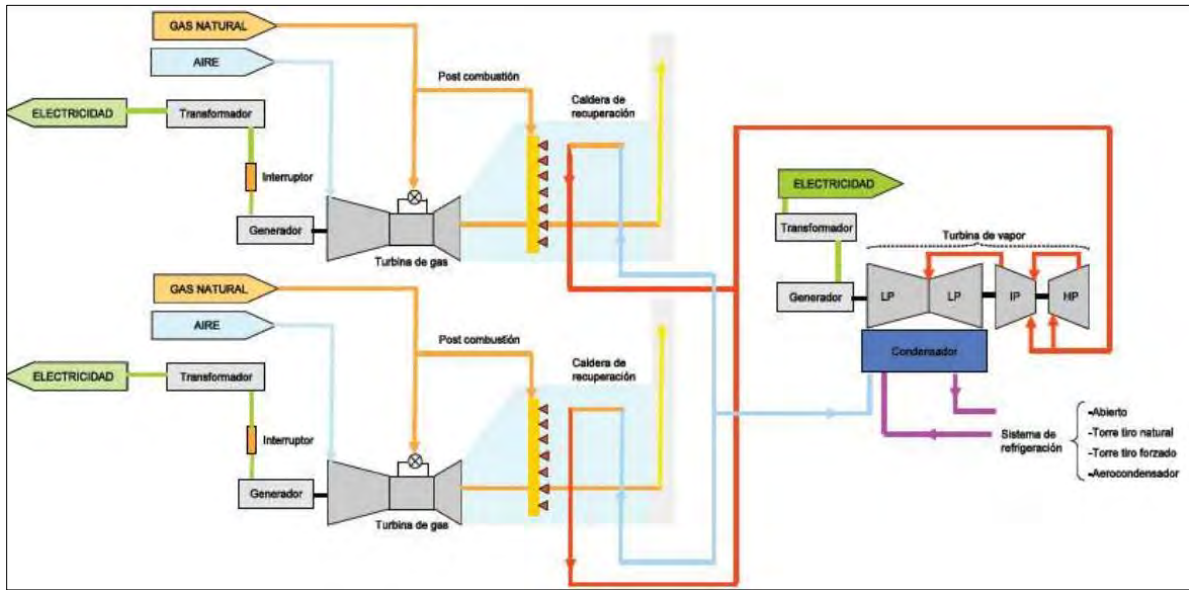 GAS NATURAL
AIRE
Post combustión
Caldera de
recuperación
ELECTRICIDAD
Transformador
Interruptor
Generador
Turbina de gas
GAS NATURAL
AIRE
Post combustión
Caldera de
recuperación
ELECTRICIDAD
Transformador
Interruptor
Generador
Turbina de gas
ELECTRICIDAD
Transformador
Turbina de vapor
Generador
LP
LP
IP
HP
Condensador
Sistema de
refrigeración
-Abierto
-Torre tiro natural
-Torre tiro forzado
-Aerocondensador